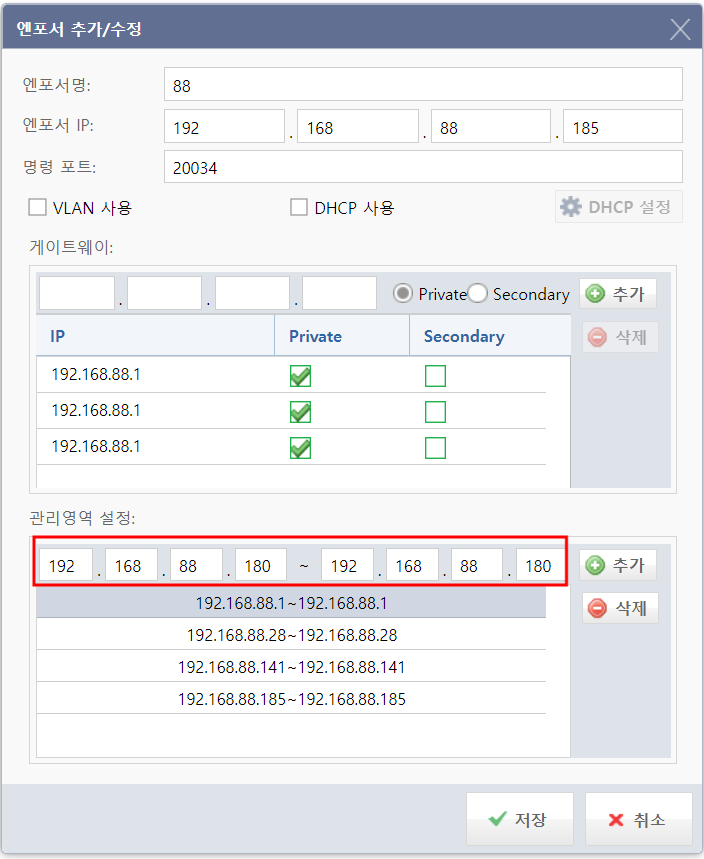 엔포서 추가/수정
엔포서명: 88
엔포서 IP: 192 . 168 . 88 . 185
명령 포트: 20034
VLAN 사용 DHCP 사용 DHCP 설정
게이트웨이:
. . . Private Secondary 추가
IP Private Secondary 삭제
192.168.88.1
192.168.88.1
192.168.88.1
관리영역 설정:
192 . 168 . 88 . 180 ~ 192 . 168 . 88 . 180 추가
192.168.88.1~192.168.88.1 삭제
192.168.88.28~192.168.88.28
192.168.88.141~192.168.88.141
192.168.88.185~192.168.88.185
저장 취소